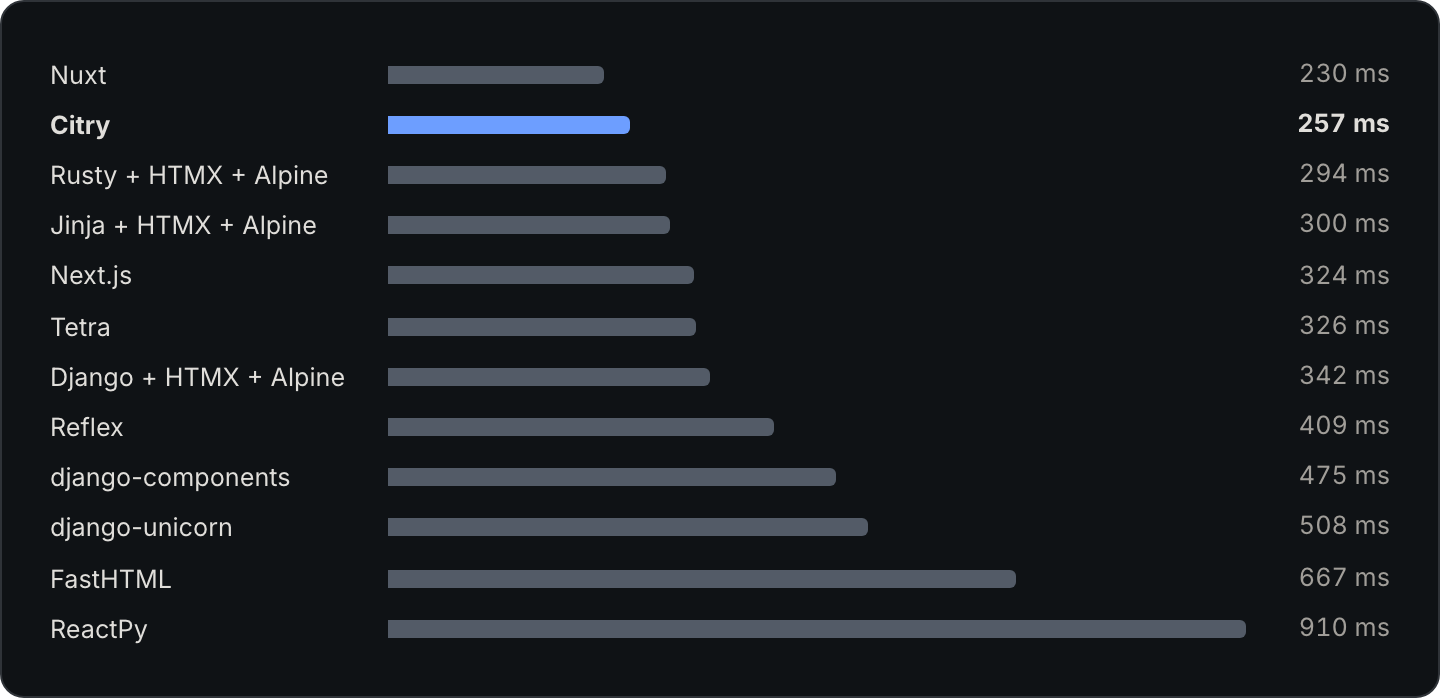 Nuxt 230 ms
Citry 257 ms
Rusty + HTMX + Alpine 294 ms
Jinja + HTMX + Alpine 300 ms
Next.js 324 ms
Tetra 326 ms
Django + HTMX + Alpine 342 ms
Reflex 409 ms
django-components 475 ms
django-unicorn 508 ms
FastHTML 667 ms
ReactPy 910 ms